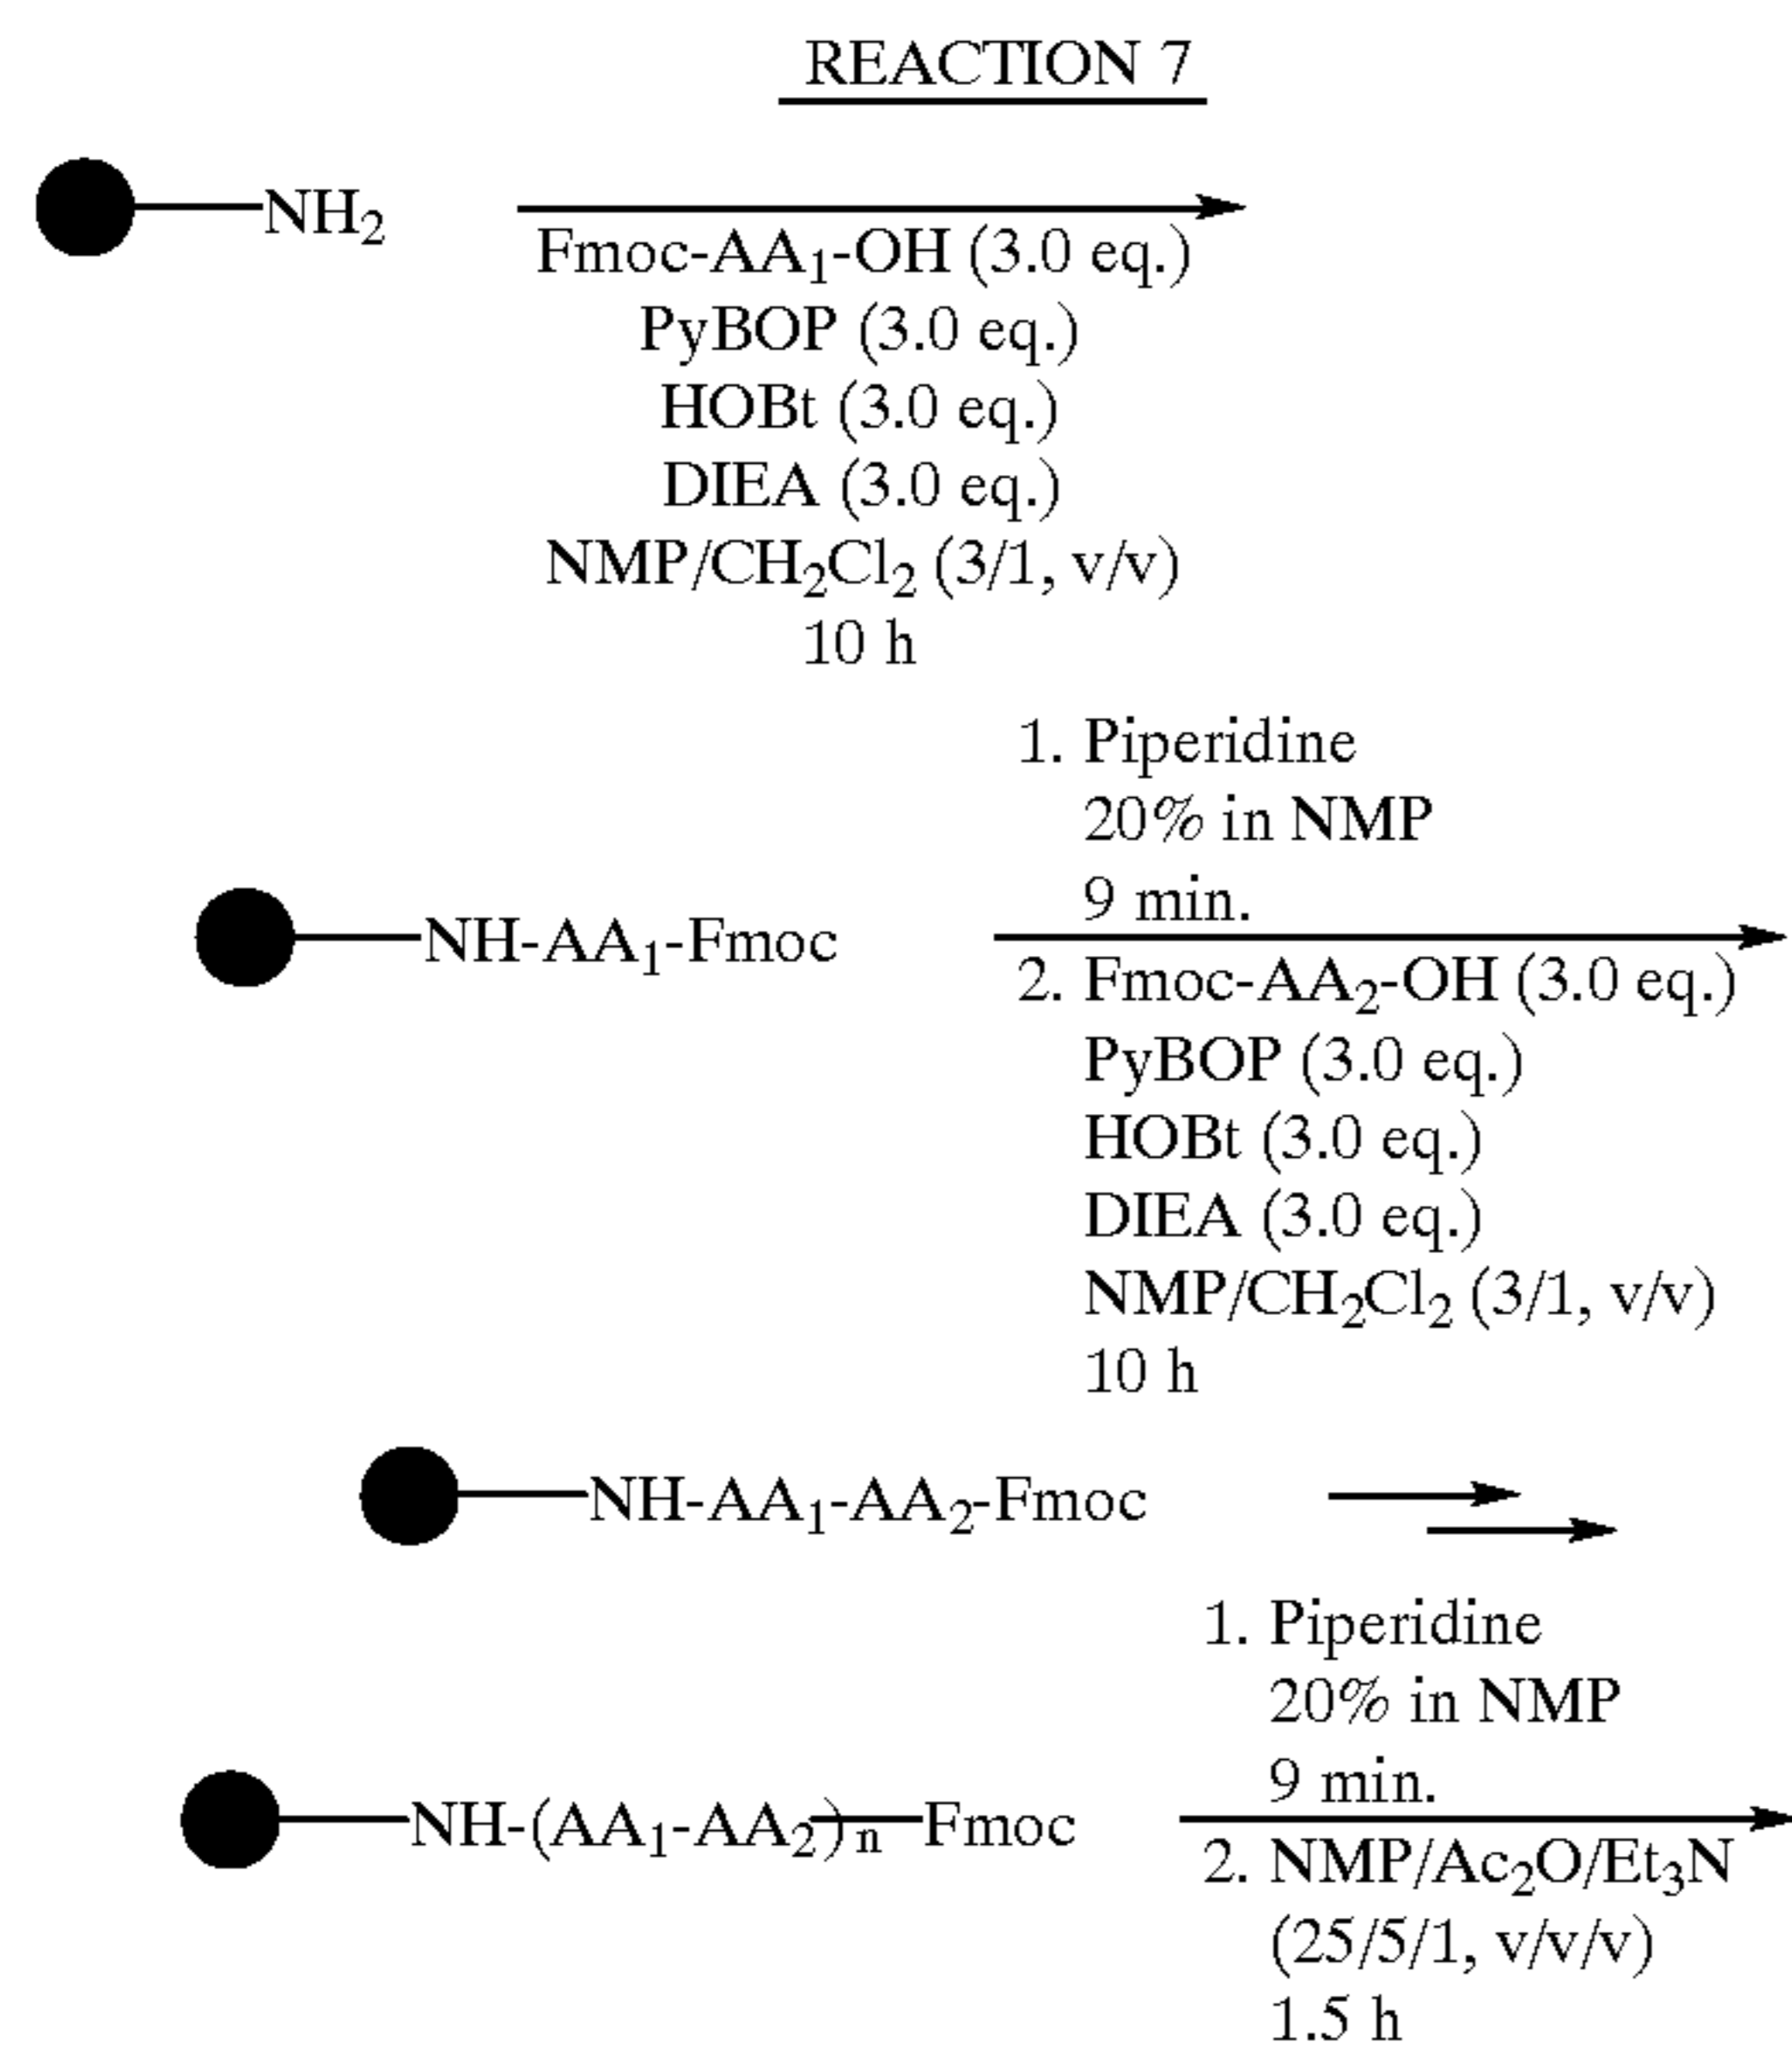 REACTION 7
NH2
Fmoc-AA1-OH (3.0 eq.)
PyBOP (3.0 eq.)
HOBt (3.0 eq.)
DIEA (3.0 eq.)
NMP/CH2Cl2 (3/1, v/v)
10 h
1. Piperidine
20% in NMP
9 min.
NH-AA1-Fmoc
2. Fmoc-AA2-OH (3.0 eq.)
PyBOP (3.0 eq.)
HOBt (3.0 eq.)
DIEA (3.0 eq.)
NMP/CH2Cl2 (3/1, v/v)
10 h
NH-AA1-AA2-Fmoc
1. Piperidine
20% in NMP
9 min.
NH-(AA1-AA2)n-Fmoc
2. NMP/Ac2O/Et3N
(25/5/1, v/v/v)
1.5 h